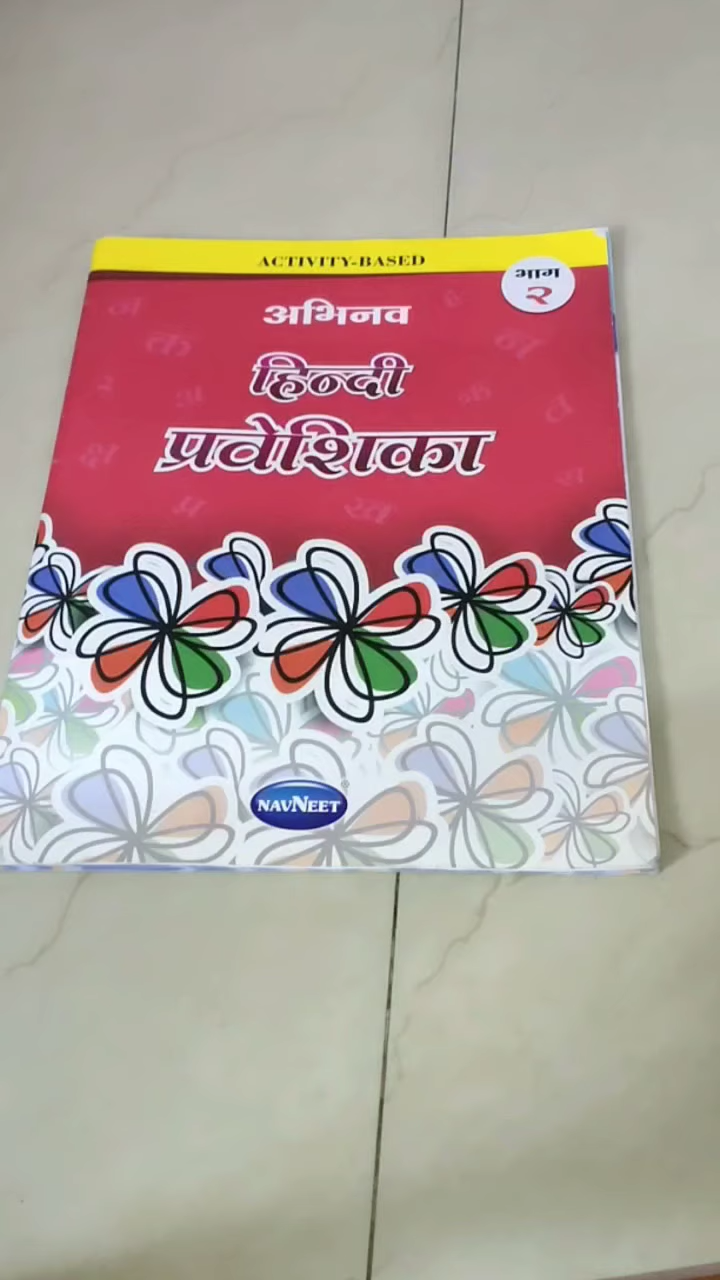 ACTIVITY-BASED
भाग
२
अभिनव
हिन्दी
प्रवेशिका
NAVNEET